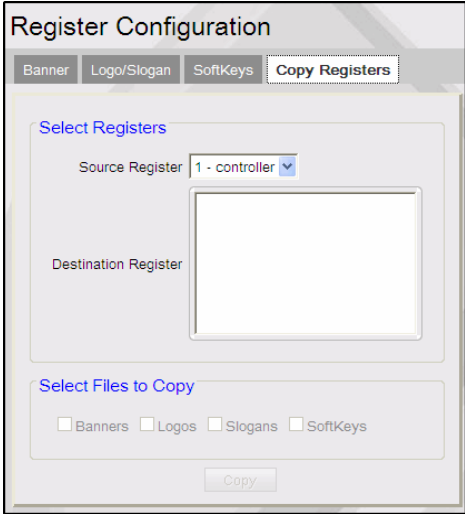 Register Configuration
Banner Logo/Slogan SoftKeys Copy Registers
Select Registers
Source Register 1 - controller
Destination Register
Select Files to Copy
Banners Logos Slogans SoftKeys
Copy